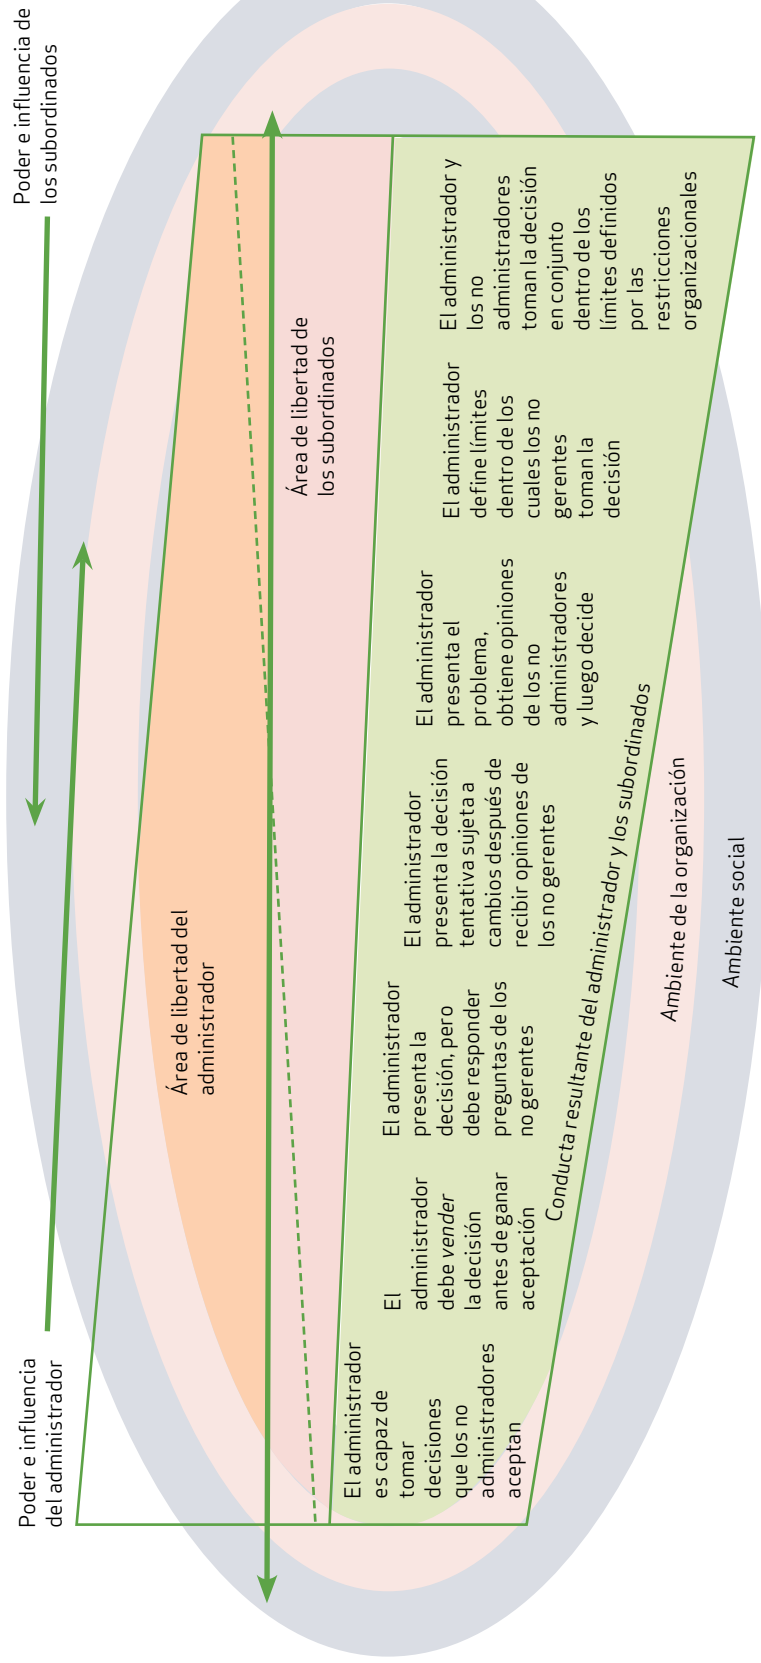 Poder e influencia
del administrador
Poder e influencia de
los subordinados
Área de libertad del
administrador
Área de libertad de
los subordinados
El administrador
es capaz de
tomar
decisiones
que los no
administradores
aceptan
El
administrador
debe vender
la decisión
antes de ganar
aceptación
El administrador
presenta la
decisión, pero
debe responder
preguntas de los
no gerentes
El administrador
presenta la decisión
tentativa sujeta a
cambios después de
recibir opiniones de
los no gerentes
El administrador
presenta el
problema,
obtiene opiniones
de los no
administradores
y luego decide
El administrador
define límites
dentro de los
cuales los no
gerentes
toman la
decisión
El administrador y
los no
administradores
toman la decisión
en conjunto
dentro de los
límites definidos
por las
restricciones
organizacionales
Conducta resultante del administrador y los subordinados
Ambiente de la organización
Ambiente social